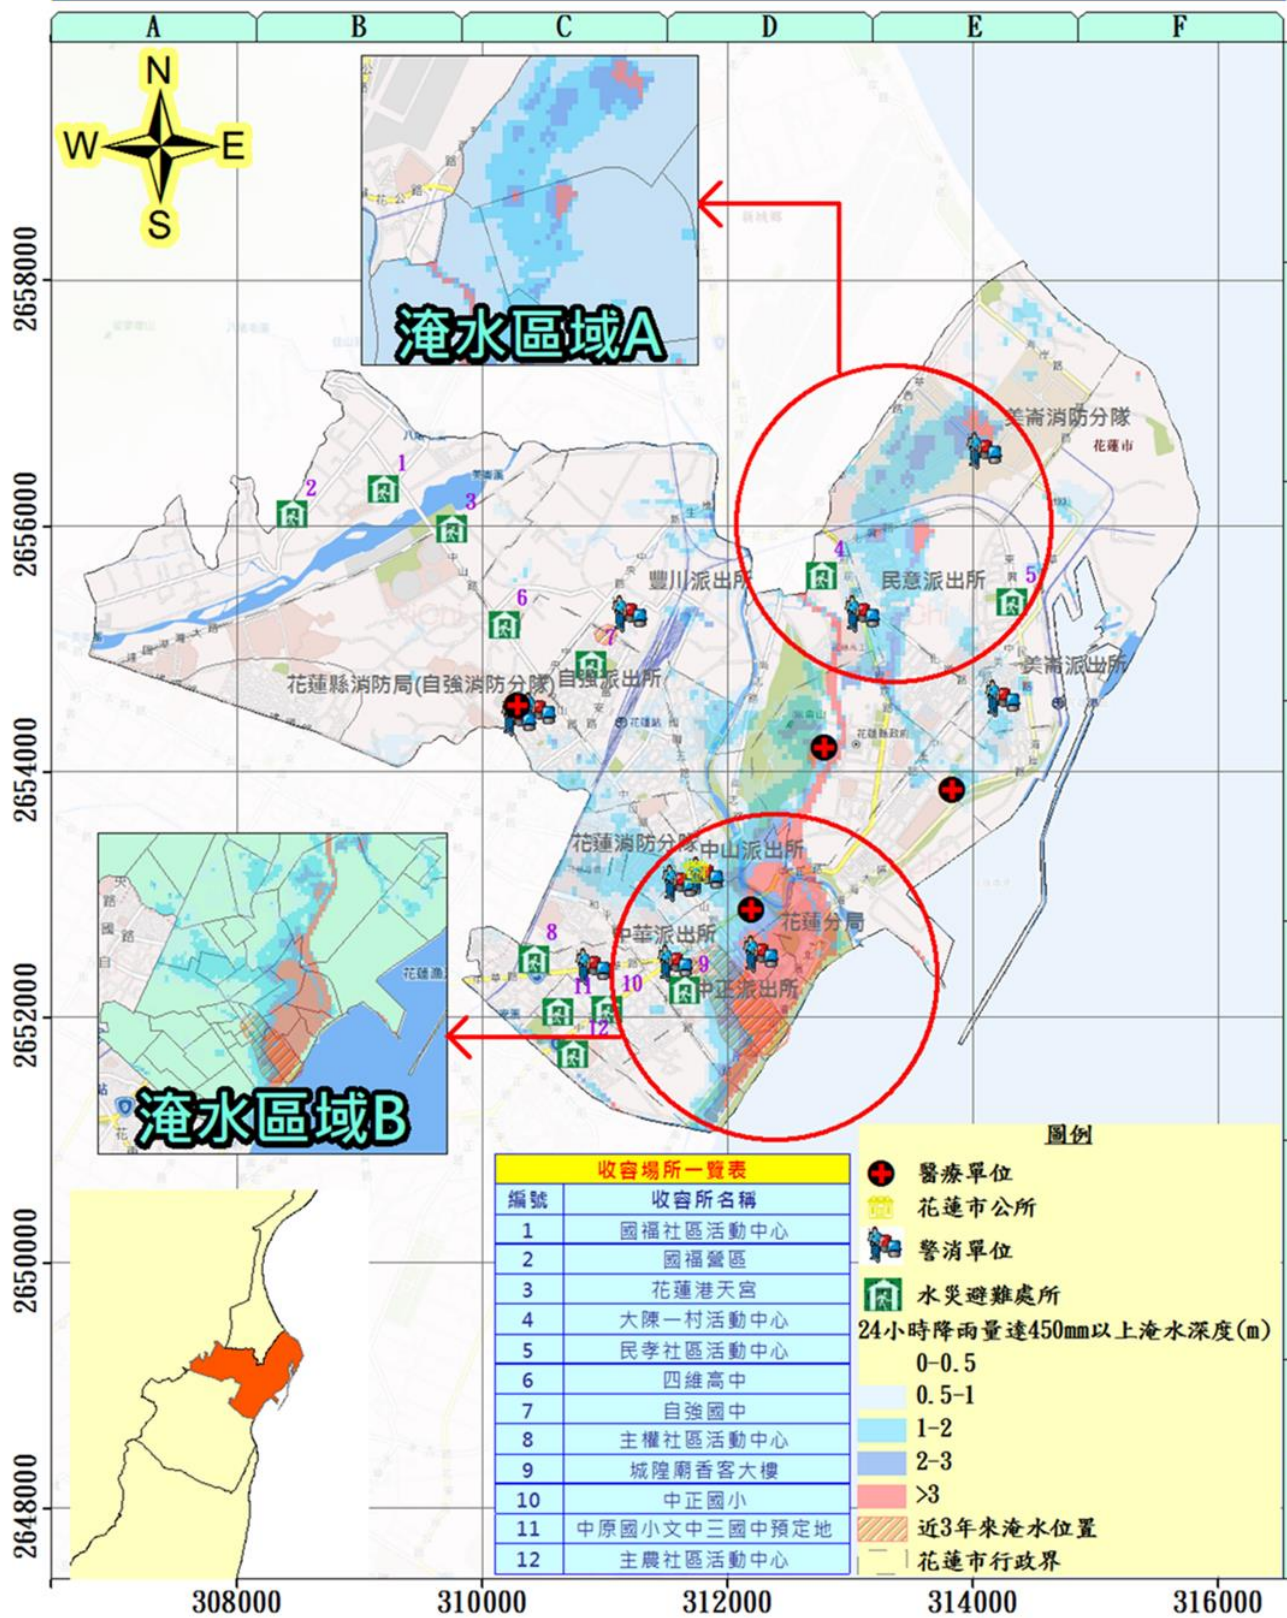 A B C D E F
N
W E
S
淹水區域A
2658000
2656000
2654000
2652000
2650000
2648000
美崙消防分隊
花蓮市
1
2
3
美崙溪
4
5
民意派出所
豐川派出所
6
7
自強派出所
花蓮縣消防局(自強消防分隊)
美崙派出所
花蓮站
花蓮縣政府
花蓮消防分隊
中山派出所
花蓮分局
中華派出所
中正派出所
8
9
10
11
12
淹水區域B
收容場所一覽表
編號 收容所名稱
1 國福社區活動中心
2 國福營區
3 花蓮港天宮
4 大陳一村活動中心
5 民孝社區活動中心
6 四維高中
7 自強國中
8 主權社區活動中心
9 城隍廟香客大樓
10 中正國小
11 中原國小文中三國中預定地
12 主農社區活動中心
圖例
醫療單位
花蓮市公所
警消單位
水災避難處所
24小時降雨量達450mm以上淹水深度(m)
0-0.5
0.5-1
1-2
2-3
>3
近3年來淹水位置
花蓮市行政界
308000 310000 312000 314000 316000